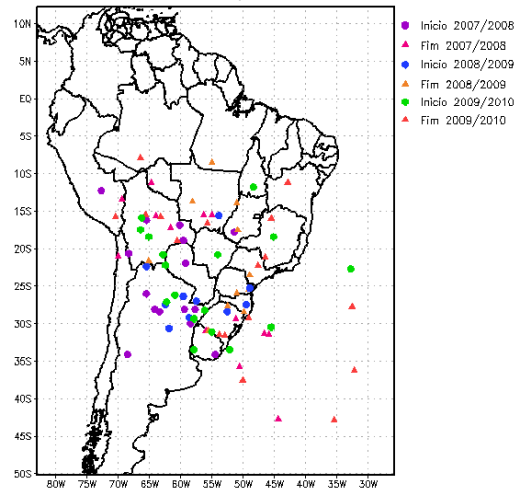 10N
5N
EQ
5S
10S
15S
20S
25S
30S
35S
40S
45S
50S
80W 75W 70W 65W 60W 55W 50W 45W 40W 35W 30W
Inicio 2007/2008
Fim 2007/2008
Inicio 2008/2009
Fim 2008/2009
Inicio 2009/2010
Fim 2009/2010